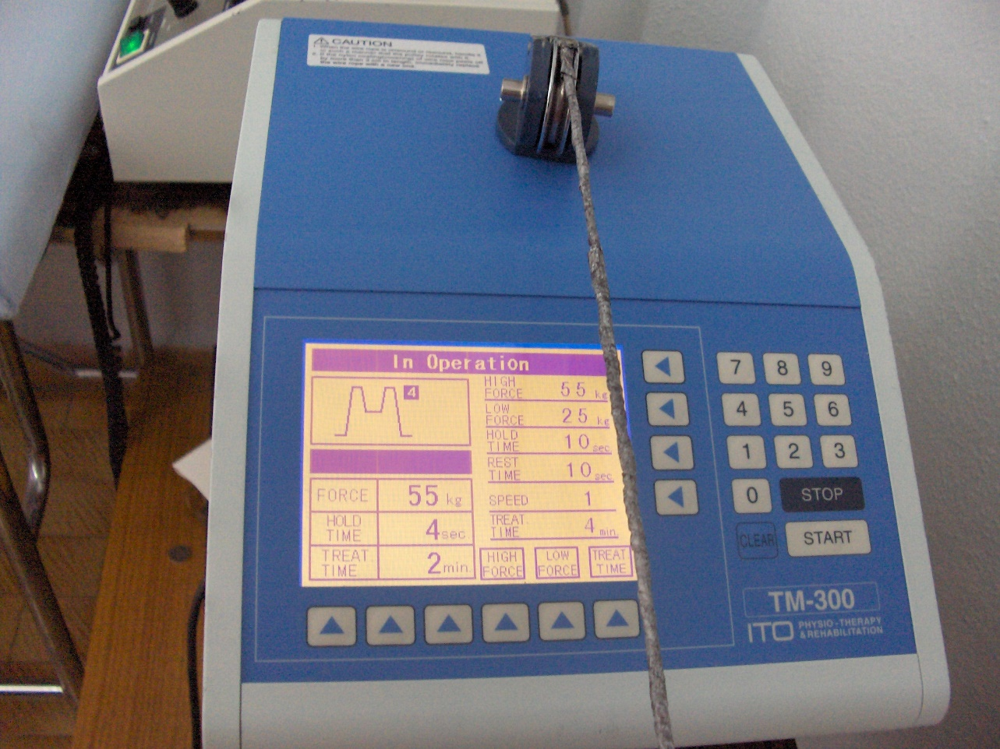 CAUTION
In Operation
4
HIGH FORCE 55 kg
LOW FORCE 25 kg
HOLD TIME 10 sec
REST TIME 10 sec
SPEED 1
TREAT. TIME 4 min.
FORCE 55 kg
HOLD TIME 4 sec
TREAT. TIME 2 min.
HIGH FORCE
LOW FORCE
TREAT TIME
7 8 9
4 5 6
1 2 3
0 STOP
CLEAR START
TM-300
ITO PHYSIO-THERAPY
& REHABILITATION